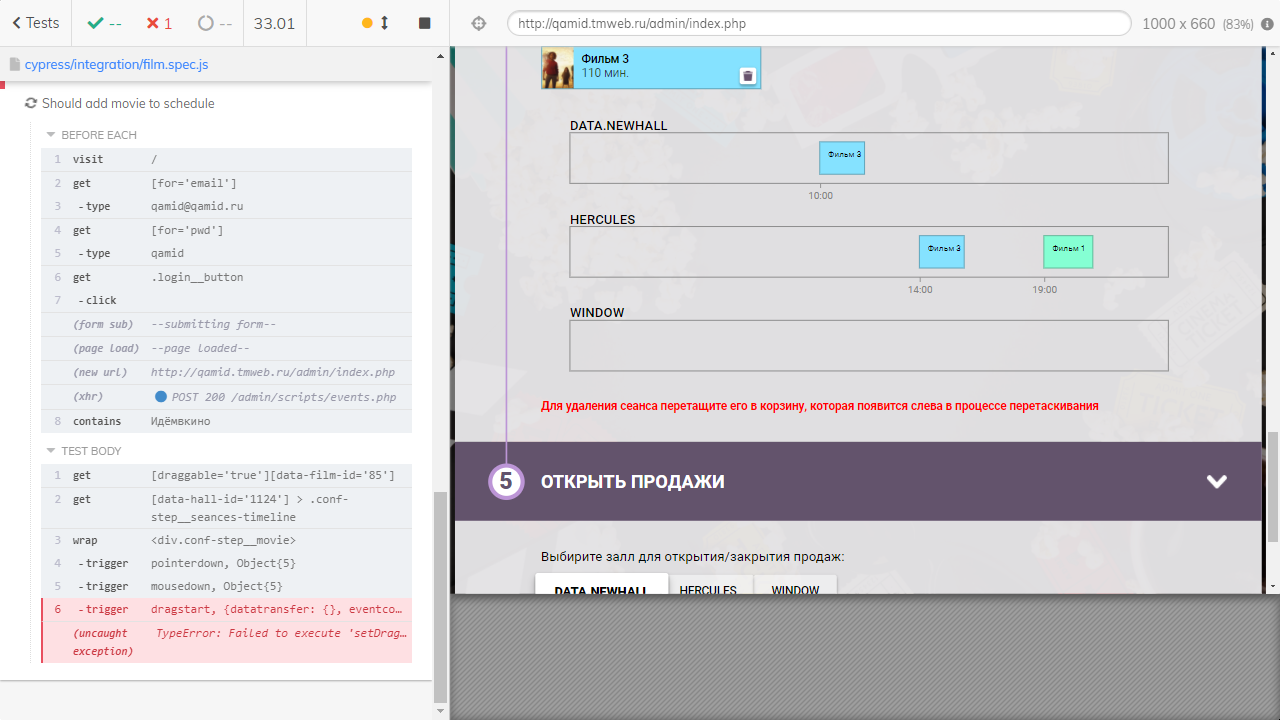 Tests
--
1
--
33.01
http://qamid.tmweb.ru/admin/index.php
1000 x 660 (83%)
cypress/integration/film.spec.js
Should add movie to schedule
BEFORE EACH
1 visit /
2 get [for='email']
3 -type qamid@qamid.ru
4 get [for='pwd']
5 -type qamid
6 get .login__button
7 -click
(form sub) --submitting form--
(page load) --page loaded--
(new url) http://qamid.tmweb.ru/admin/index.php
(xhr) POST 200 /admin/scripts/events.php
8 contains Идёмвкино
TEST BODY
1 get [draggable='true'][data-film-id='85']
2 get [data-hall-id='1124'] > .conf-
step__seances-timeline
3 wrap <div.conf-step__movie>
4 -trigger pointerdown, Object{5}
5 -trigger mousedown, Object{5}
6 -trigger dragstart, {datatransfer: {}, eventco…
(uncaught exception) TypeError: Failed to execute 'setDrag…
Фильм 3
110 мин.
DATA.NEWHALL
Фильм 3
10:00
HERCULES
Фильм 3 Фильм 1
14:00 19:00
WINDOW
Для удаления сеанса перетащите его в корзину, которая появится слева в процессе перетаскивания
5 ОТКРЫТЬ ПРОДАЖИ
Выбирите залл для открытия/закрытия продаж:
DATA.NEWHALL HERCULES WINDOW